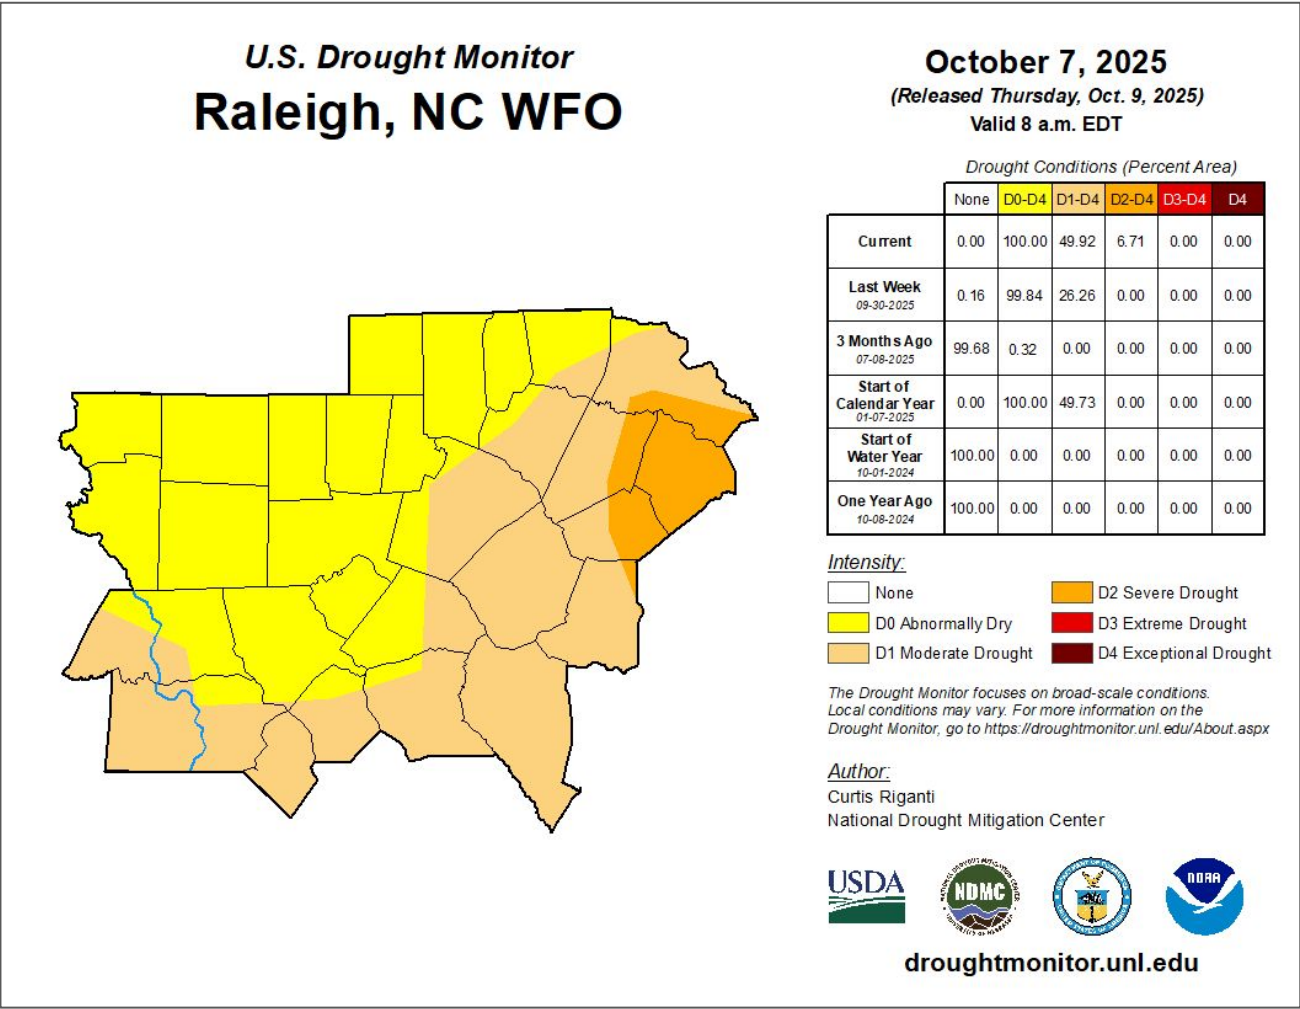 U.S. Drought Monitor
Raleigh, NC WFO
October 7, 2025
(Released Thursday, Oct. 9, 2025)
Valid 8 a.m. EDT
Drought Conditions (Percent Area)
None D0-D4 D1-D4 D2-D4 D3-D4 D4
Current 0.00 100.00 49.92 6.71 0.00 0.00
Last Week
09-30-2025 0.16 99.84 26.26 0.00 0.00 0.00
3 Months Ago
07-08-2025 99.68 0.32 0.00 0.00 0.00 0.00
Start of
Calendar Year
01-07-2025 0.00 100.00 49.73 0.00 0.00 0.00
Start of
Water Year
10-01-2024 100.00 0.00 0.00 0.00 0.00 0.00
One Year Ago
10-08-2024 100.00 0.00 0.00 0.00 0.00 0.00
Intensity:
None
D0 Abnormally Dry
D1 Moderate Drought
D2 Severe Drought
D3 Extreme Drought
D4 Exceptional Drought
The Drought Monitor focuses on broad-scale conditions.
Local conditions may vary. For more information on the
Drought Monitor, go to https://droughtmonitor.unl.edu/About.aspx
Author:
Curtis Riganti
National Drought Mitigation Center
USDA
NDMC
NOAA
droughtmonitor.unl.edu